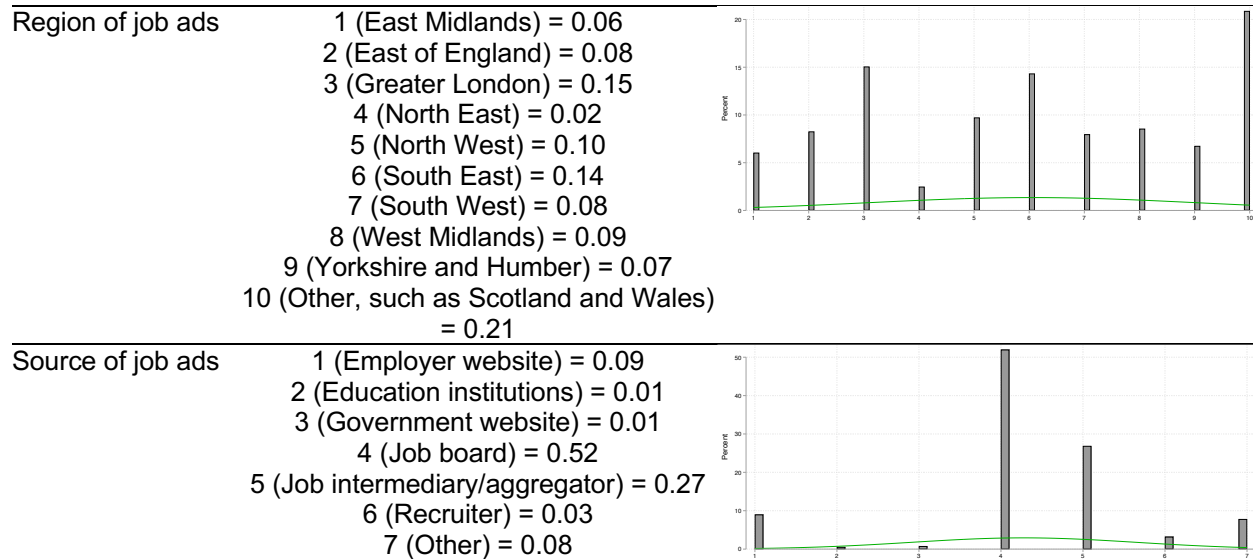 Region of job ads
1 (East Midlands) = 0.06
2 (East of England) = 0.08
3 (Greater London) = 0.15
4 (North East) = 0.02
5 (North West) = 0.10
6 (South East) = 0.14
7 (South West) = 0.08
8 (West Midlands) = 0.09
9 (Yorkshire and Humber) = 0.07
10 (Other, such as Scotland and Wales)
= 0.21
20
15
10
5
0
Percent
1 2 3 4 5 6 7 8 9 10
Source of job ads
1 (Employer website) = 0.09
2 (Education institutions) = 0.01
3 (Government website) = 0.01
4 (Job board) = 0.52
5 (Job intermediary/aggregator) = 0.27
6 (Recruiter) = 0.03
7 (Other) = 0.08
50
40
30
20
10
0
Percent
1 2 3 4 5 6 7